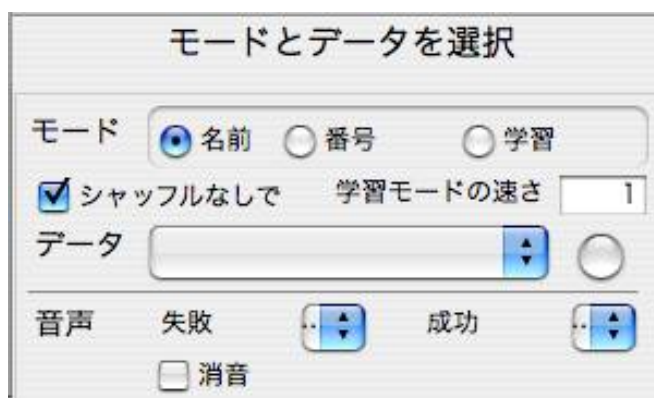 モードとデータを選択
モード 名前 番号 学習
シャッフルなしで 学習モードの速さ 1
データ
音声 失敗 .. 成功 ..
消音